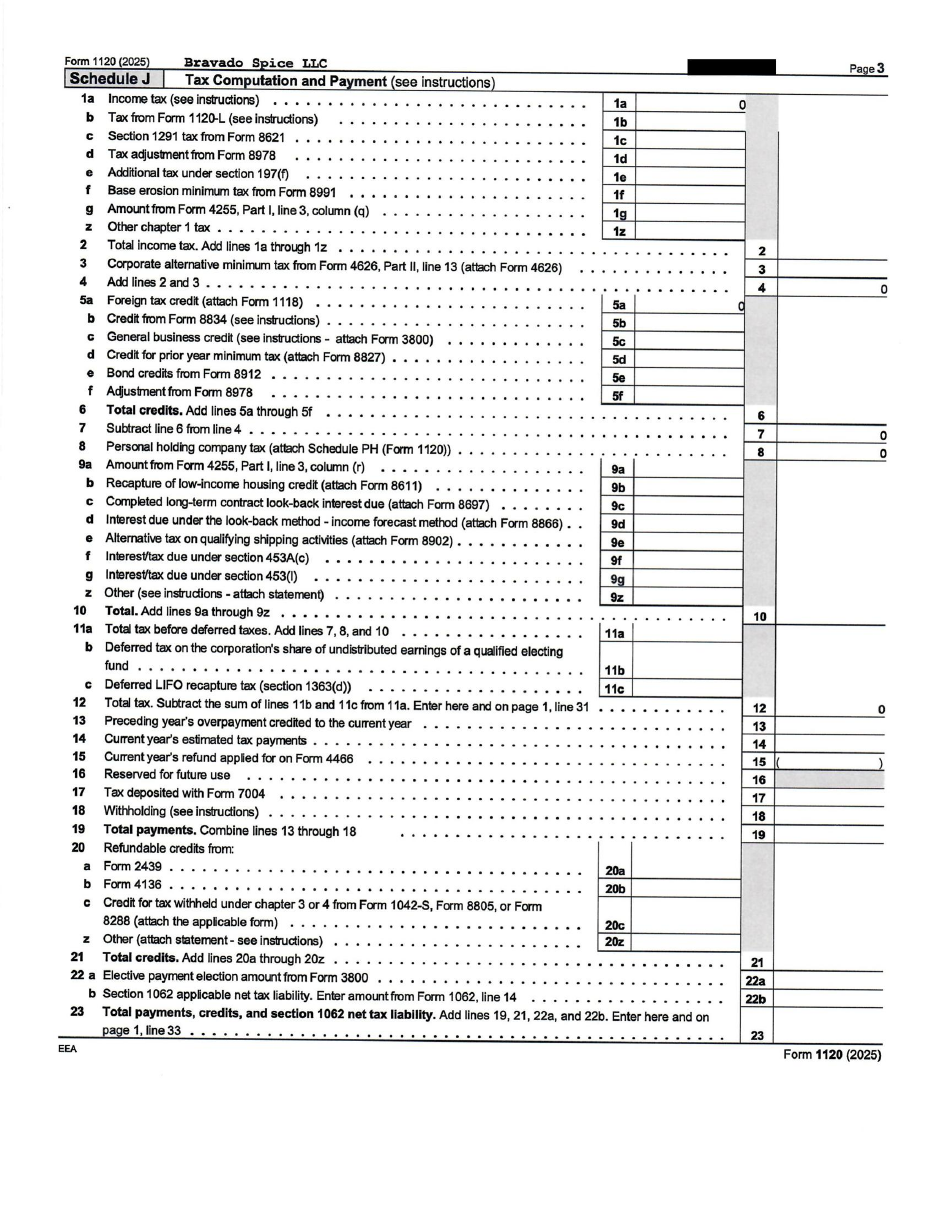 Form 1120 (2025) Bravado Spice LLC Page 3
Schedule J Tax Computation and Payment (see instructions)
1a Income tax (see instructions) 1a 0
b Tax from Form 1120-L (see instructions) 1b
c Section 1291 tax from Form 8621 1c
d Tax adjustment from Form 8978 1d
e Additional tax under section 197(f) 1e
f Base erosion minimum tax from Form 8991 1f
g Amount from Form 4255, Part I, line 3, column (q) 1g
z Other chapter 1 tax 1z
2 Total income tax. Add lines 1a through 1z 2
3 Corporate alternative minimum tax from Form 4626, Part II, line 13 (attach Form 4626) 3
4 Add lines 2 and 3 4 0
5a Foreign tax credit (attach Form 1118) 5a 0
b Credit from Form 8834 (see instructions) 5b
c General business credit (see instructions - attach Form 3800) 5c
d Credit for prior year minimum tax (attach Form 8827) 5d
e Bond credits from Form 8912 5e
f Adjustment from Form 8978 5f
6 Total credits. Add lines 5a through 5f 6
7 Subtract line 6 from line 4 7 0
8 Personal holding company tax (attach Schedule PH (Form 1120)) 8 0
9a Amount from Form 4255, Part I, line 3, column (r) 9a
b Recapture of low-income housing credit (attach Form 8611) 9b
c Completed long-term contract look-back interest due (attach Form 8697) 9c
d Interest due under the look-back method - income forecast method (attach Form 8866) 9d
e Alternative tax on qualifying shipping activities (attach Form 8902) 9e
f Interest/tax due under section 453A(c) 9f
g Interest/tax due under section 453(l) 9g
z Other (see instructions - attach statement) 9z
10 Total. Add lines 9a through 9z 10
11a Total tax before deferred taxes. Add lines 7, 8, and 10 11a
b Deferred tax on the corporation's share of undistributed earnings of a qualified electing
fund 11b
c Deferred LIFO recapture tax (section 1363(d)) 11c
12 Total tax. Subtract the sum of lines 11b and 11c from 11a. Enter here and on page 1, line 31 12 0
13 Preceding year's overpayment credited to the current year 13
14 Current year's estimated tax payments 14
15 Current year's refund applied for on Form 4466 15 ( )
16 Reserved for future use 16
17 Tax deposited with Form 7004 17
18 Withholding (see instructions) 18
19 Total payments. Combine lines 13 through 18 19
20 Refundable credits from:
a Form 2439 20a
b Form 4136 20b
c Credit for tax withheld under chapter 3 or 4 from Form 1042-S, Form 8805, or Form
8288 (attach the applicable form) 20c
z Other (attach statement - see instructions) 20z
21 Total credits. Add lines 20a through 20z 21
22 a Elective payment election amount from Form 3800 22a
b Section 1062 applicable net tax liability. Enter amount from Form 1062, line 14 22b
23 Total payments, credits, and section 1062 net tax liability. Add lines 19, 21, 22a, and 22b. Enter here and on
page 1, line 33 23
EEA Form 1120 (2025)